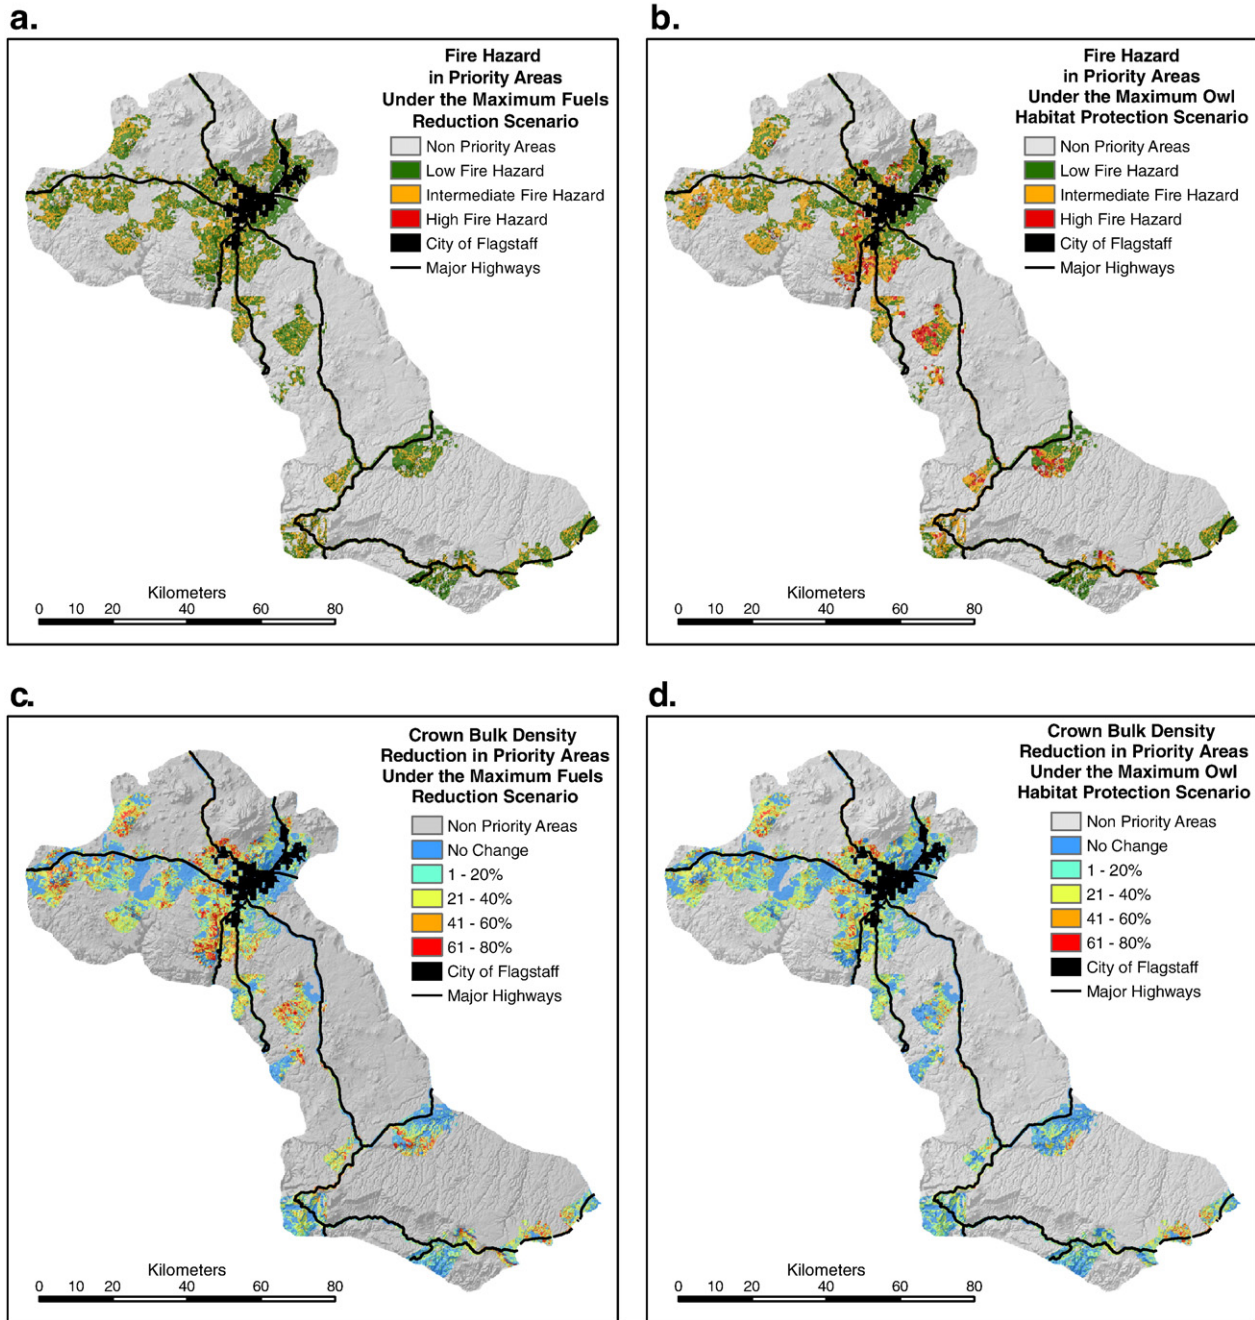 a.
Fire Hazard
in Priority Areas
Under the Maximum Fuels
Reduction Scenario
Non Priority Areas
Low Fire Hazard
Intermediate Fire Hazard
High Fire Hazard
City of Flagstaff
Major Highways
Kilometers
0 10 20 40 60 80
b.
Fire Hazard
in Priority Areas
Under the Maximum Owl
Habitat Protection Scenario
Non Priority Areas
Low Fire Hazard
Intermediate Fire Hazard
High Fire Hazard
City of Flagstaff
Major Highways
Kilometers
0 10 20 40 60 80
c.
Crown Bulk Density
Reduction in Priority Areas
Under the Maximum Fuels
Reduction Scenario
Non Priority Areas
No Change
1 - 20%
21 - 40%
41 - 60%
61 - 80%
City of Flagstaff
Major Highways
Kilometers
0 10 20 40 60 80
d.
Crown Bulk Density
Reduction in Priority Areas
Under the Maximum Owl
Habitat Protection Scenario
Non Priority Areas
No Change
1 - 20%
21 - 40%
41 - 60%
61 - 80%
City of Flagstaff
Major Highways
Kilometers
0 10 20 40 60 80